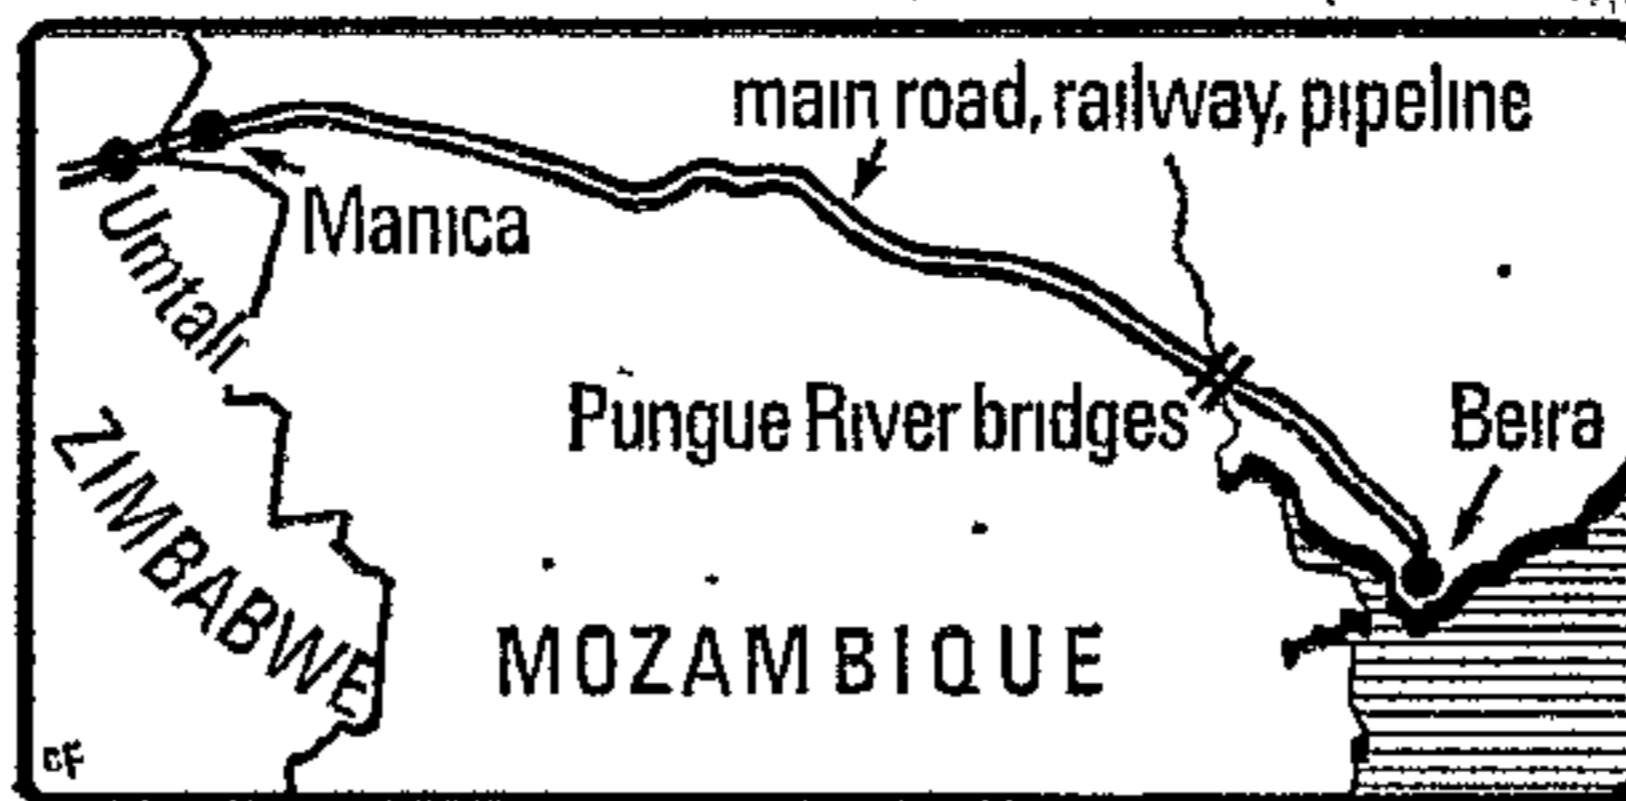 main road, railway, pipeline
Manica
Umtali
Pungue River bridges
Beira
ZIMBABWE
MOZAMBIQUE
CF